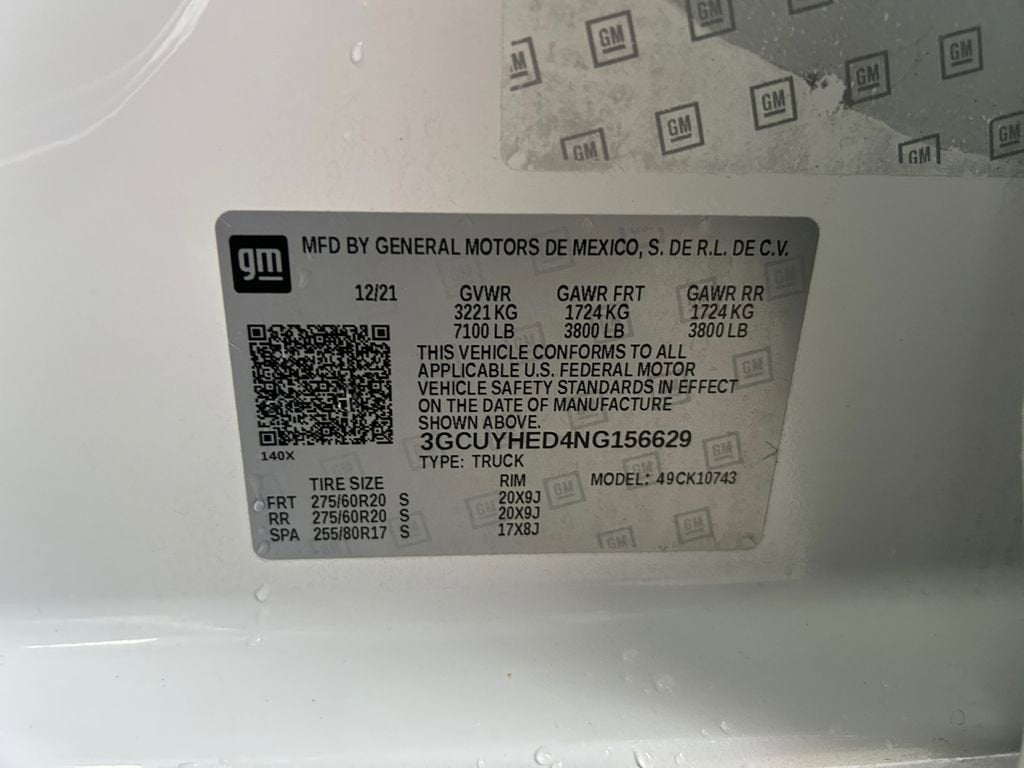 GM GM GM
GM GM GM GM GM GM
gm MFD BY GENERAL MOTORS DE MEXICO, S. DE R.L. DE C.V.
12/21 GVWR GAWR FRT GAWR RR
3221 KG 1724 KG 1724 KG
7100 LB 3800 LB 3800 LB
THIS VEHICLE CONFORMS TO ALL
APPLICABLE U.S. FEDERAL MOTOR
VEHICLE SAFETY STANDARDS IN EFFECT
ON THE DATE OF MANUFACTURE
SHOWN ABOVE.
3GCUYHED4NG156629
140X TYPE: TRUCK
TIRE SIZE RIM MODEL: 49CK10743
FRT 275/60R20 S 20X9J
RR 275/60R20 S 20X9J
SPA 255/80R17 S 17X8J